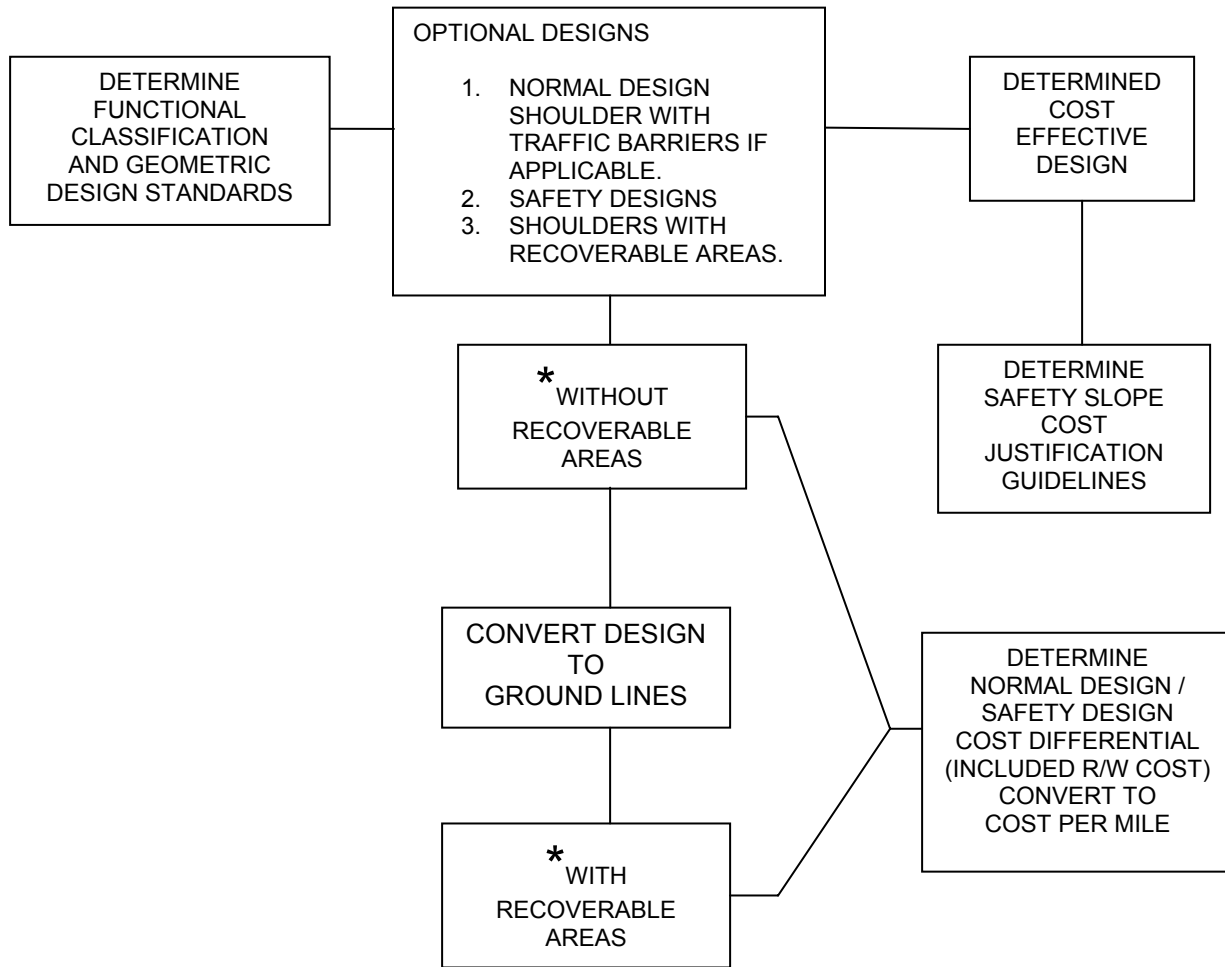 DETERMINE
FUNCTIONAL
CLASSIFICATION
AND GEOMETRIC
DESIGN STANDARDS
OPTIONAL DESIGNS
1. NORMAL DESIGN
SHOULDER WITH
TRAFFIC BARRIERS IF
APPLICABLE.
2. SAFETY DESIGNS
3. SHOULDERS WITH
RECOVERABLE AREAS.
DETERMINED
COST
EFFECTIVE
DESIGN
*WITHOUT
RECOVERABLE
AREAS
DETERMINE
SAFETY SLOPE
COST
JUSTIFICATION
GUIDELINES
CONVERT DESIGN
TO
GROUND LINES
DETERMINE
NORMAL DESIGN /
SAFETY DESIGN
COST DIFFERENTIAL
(INCLUDED R/W COST)
CONVERT TO
COST PER MILE
*WITH
RECOVERABLE
AREAS